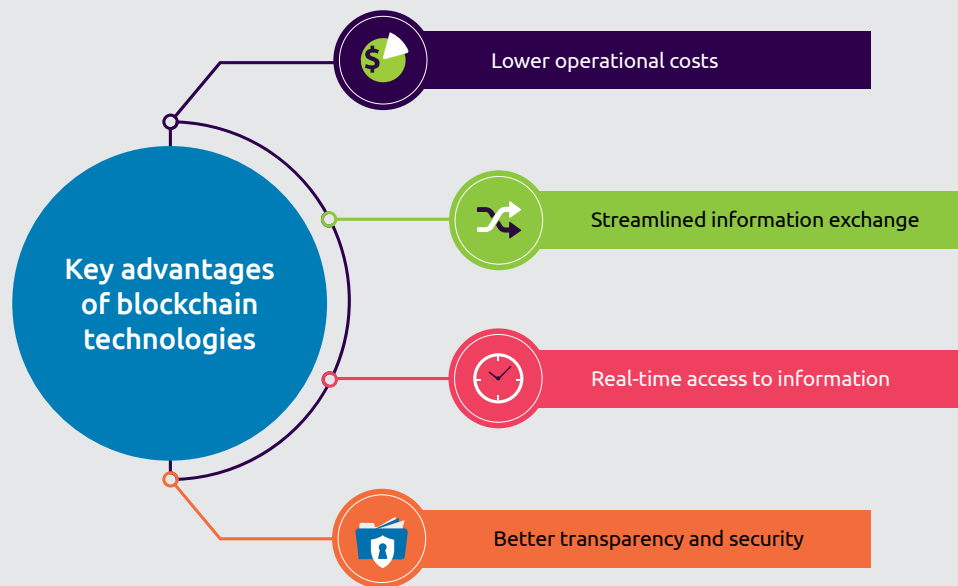 Lower operational costs
Streamlined information exchange
Key advantages
of blockchain
technologies
Real-time access to information
Better transparency and security
$